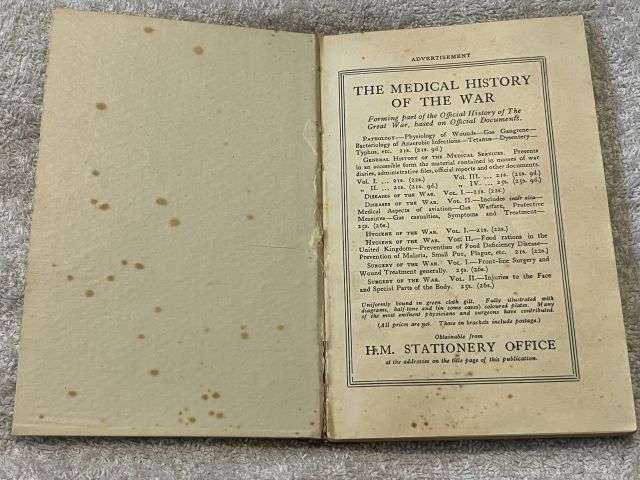 ADVERTISEMENT
THE MEDICAL HISTORY
OF THE WAR
Forming part of the Official History of The
Great War, based on Official Documents.
PATHOLOGY—Physiology of Wounds—Gas Gangrene—
Bacteriology of Anaerobic Infections—Tetanus—Dysentery—
Typhus, etc. 21s. (21s. 9d.)
GENERAL HISTORY OF THE MEDICAL SERVICES. Presents
in an accessible form the material contained in masses of war
diaries, administrative files, official reports and other documents.
Vol. I. ... 21s. (22s.) Vol. III. ... 21s. (21s. 9d.)
„ II. .. 21s. (21s. 9d.) „ IV. .. 25s. (25s. 9d.)
DISEASES OF THE WAR. VOL. I.—21s. (22s.)
DISEASES OF THE WAR. VOL. II.—Includes inter alia—
Medical Aspects of aviation—Gas Warfare, Protective
Measures—Gas casualties, Symptoms and Treatment—
25s. (26s.)
HYGIENE OF THE WAR. VOL. I.—21s. (22s.)
HYGIENE OF THE WAR. VOL. II.—Food rations in the
United Kingdom—Prevention of Food Deficiency Disease—
Prevention of Malaria, Small Pox, Plague, etc. 21s. (22s.)
SURGERY OF THE WAR. VOL. I.—Front-line Surgery and
Wound Treatment generally. 25s. (26s.)
SURGERY OF THE WAR. VOL. II.—Injuries to the Face
and Special Parts of the Body. 25s. (26s.)
Uniformly bound in green cloth gilt. Fully illustrated with
diagrams, half-tone and (in some cases) coloured plates. Many
of the most eminent physicians and surgeons have contributed.
(All prices are net. Those in brackets include postage.)
Obtainable from
H.M. STATIONERY OFFICE
at the addresses on the title page of this publication.